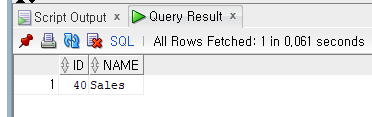 Script Output x Query Result x
SQL | All Rows Fetched: 1 in 0,061 seconds
ID NAME
1 40 Sales